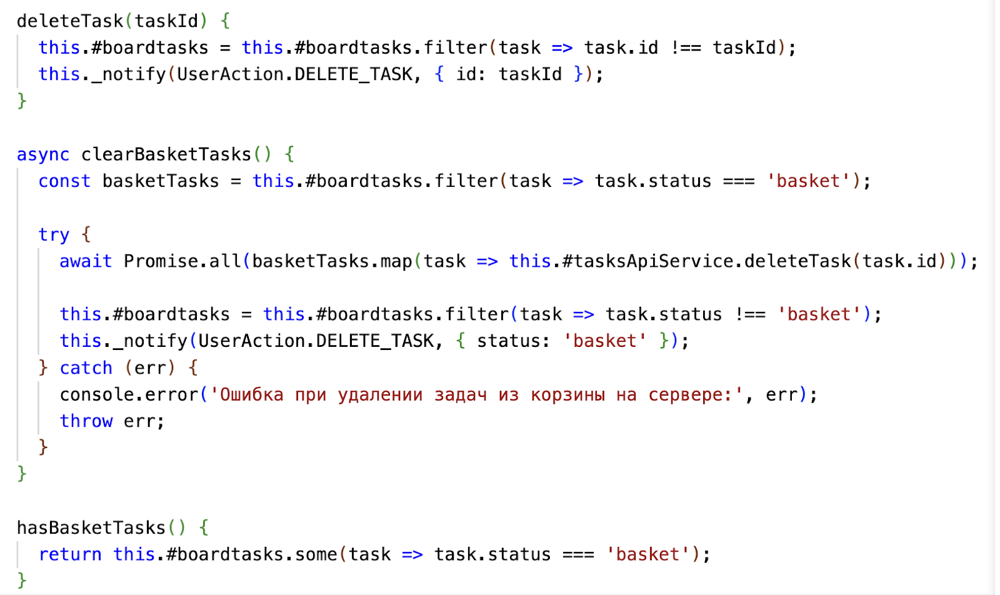 deleteTask(taskId) {
  this.#boardtasks = this.#boardtasks.filter(task => task.id !== taskId);
  this._notify(UserAction.DELETE_TASK, { id: taskId });
}

async clearBasketTasks() {
  const basketTasks = this.#boardtasks.filter(task => task.status === 'basket');

  try {
    await Promise.all(basketTasks.map(task => this.#tasksApiService.deleteTask(task.id)));

    this.#boardtasks = this.#boardtasks.filter(task => task.status !== 'basket');
    this._notify(UserAction.DELETE_TASK, { status: 'basket' });
  } catch (err) {
    console.error('Ошибка при удалении задач из корзины на сервере:', err);
    throw err;
  }
}

hasBasketTasks() {
  return this.#boardtasks.some(task => task.status === 'basket');
}